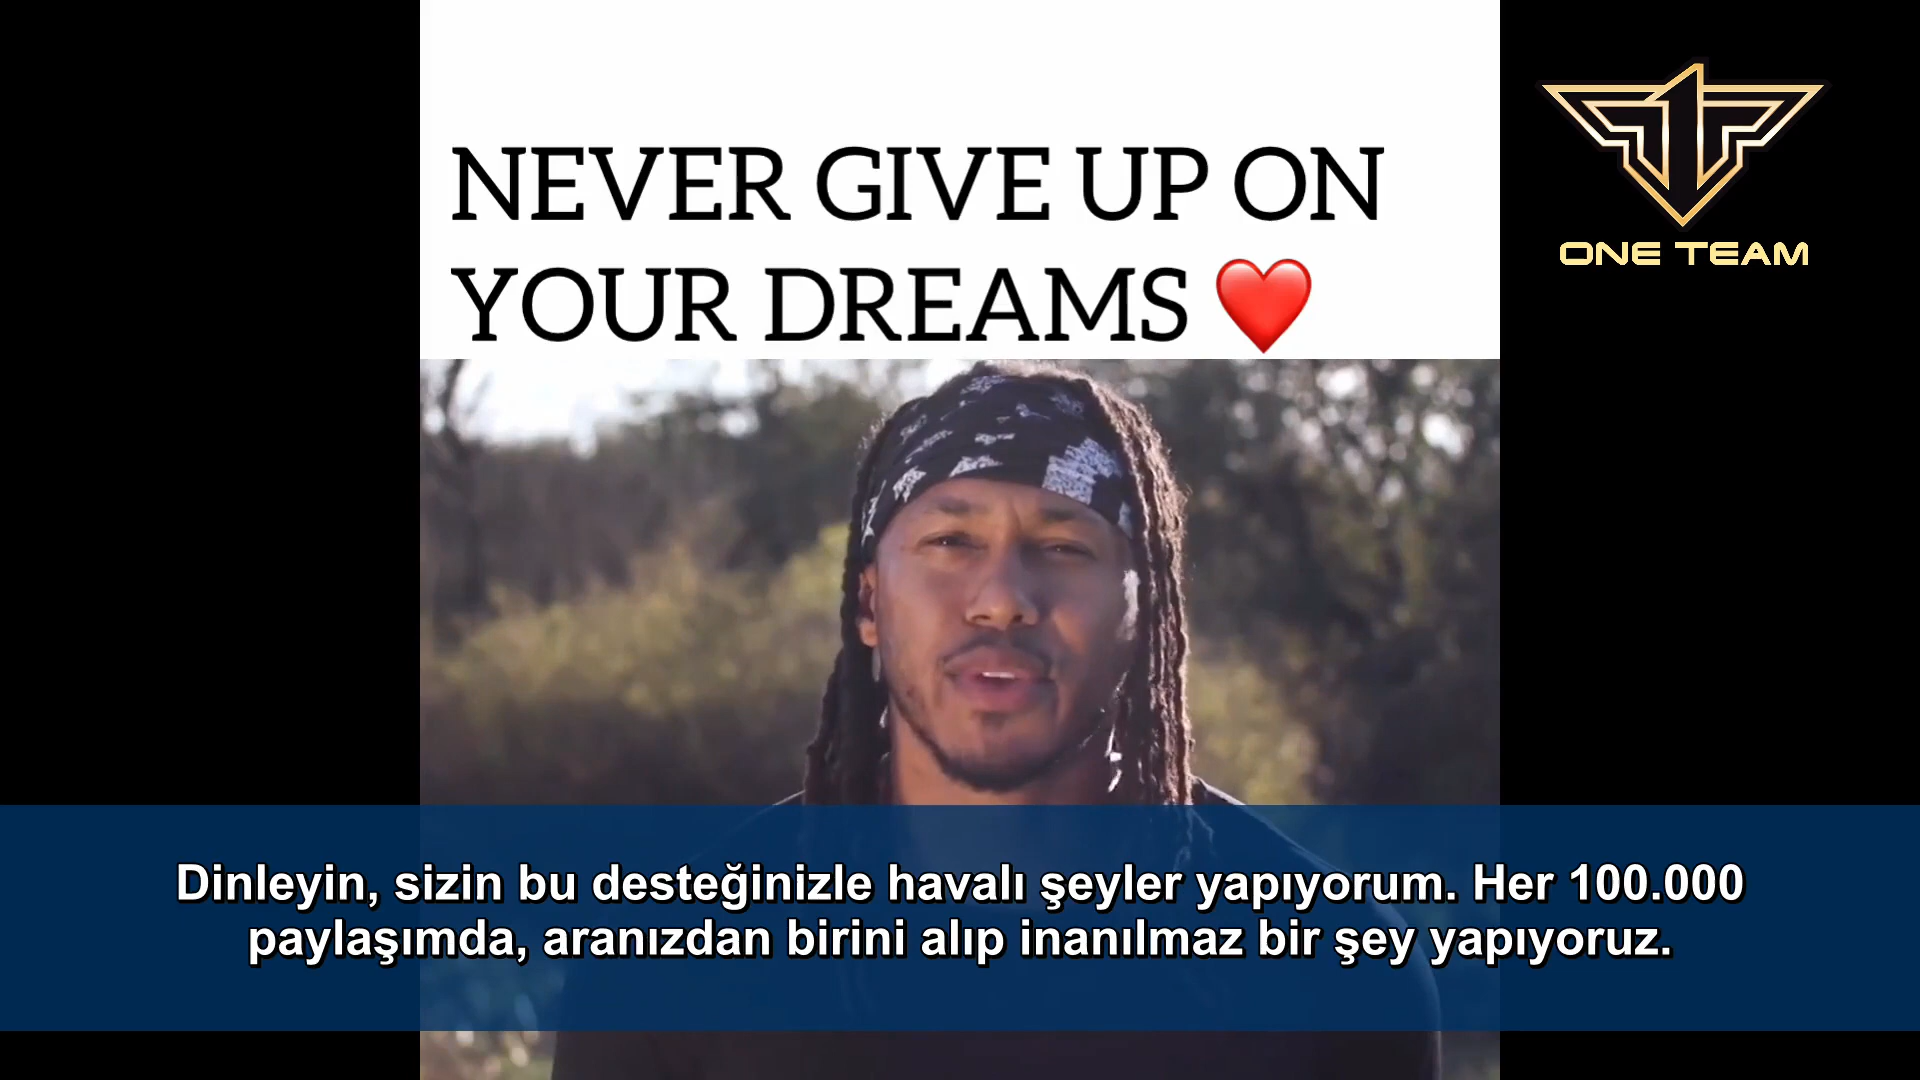 NEVER GIVE UP ON
YOUR DREAMS ❤️
ONE TEAM
Dinleyin, sizin bu desteğinizle havalı şeyler yapıyorum. Her 100.000
paylaşımda, aranızdan birini alıp inanılmaz bir şey yapıyoruz.